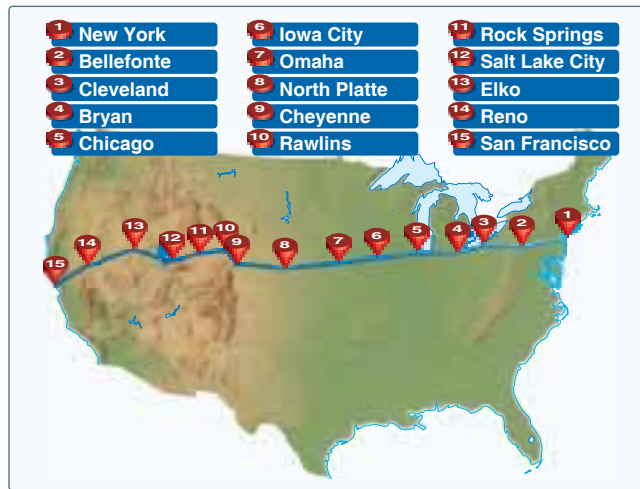 1 New York
2 Bellefonte
3 Cleveland
4 Bryan
5 Chicago
6 Iowa City
7 Omaha
8 North Platte
9 Cheyenne
10 Rawlins
11 Rock Springs
12 Salt Lake City
13 Elko
14 Reno
15 San Francisco
15
14
13
12
11
10
9
8
7
6
5
4
3
2
1